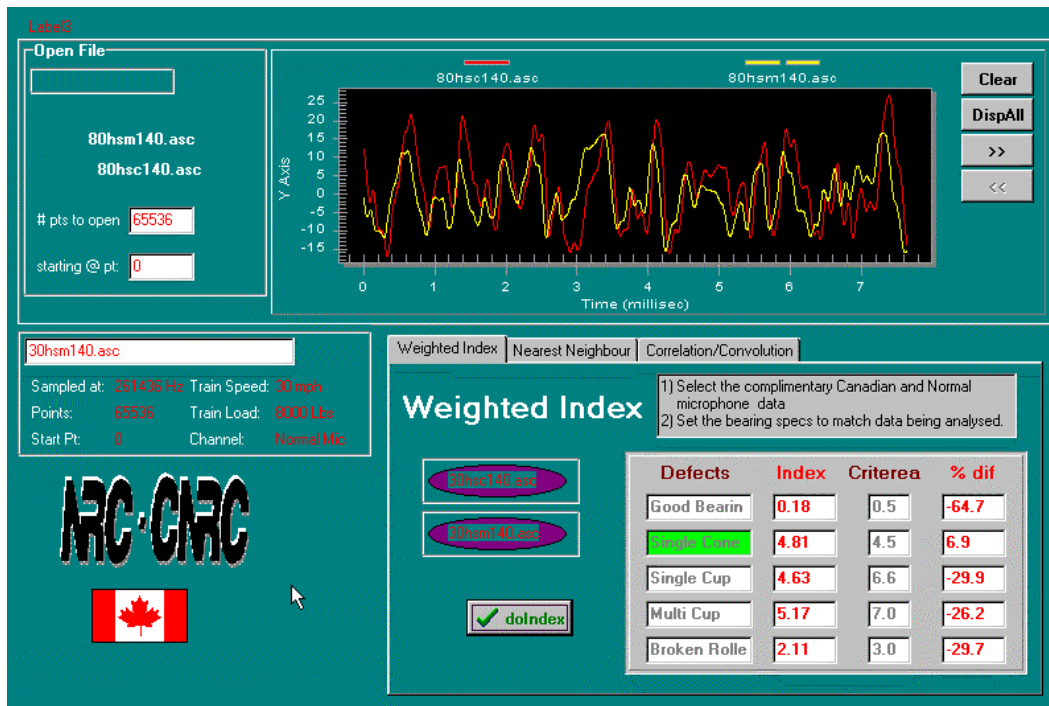 Label3
Open File
80hsm140.asc
80hsc140.asc
# pts to open 65536
starting @ pt: 0
80hsc140.asc 80hsm140.asc
25
20
15
10
5
0
-5
-10
-15
Y Axis
0 1 2 3 4 5 6 7
Time (millisec)
Clear
DispAll
>>
<<
30hsm140.asc
Sampled at: 261436 Hz Train Speed: 30 mph
Points: 65536 Train Load: 8000 Lbs
Start Pt: 0 Channel: Normal Mic
NRC·CNRC
Weighted Index Nearest Neighbour Correlation/Convolution
Weighted Index
1) Select the complimentary Canadian and Normal
microphone data
2) Set the bearing specs to match data being analysed.
30hsc140.asc
30hsm140.asc
doIndex
Defects Index Criterea % dif
Good Bearin 0.18 0.5 -64.7
Single Cone 4.81 4.5 6.9
Single Cup 4.63 6.6 -29.9
Multi Cup 5.17 7.0 -26.2
Broken Rolle 2.11 3.0 -29.7